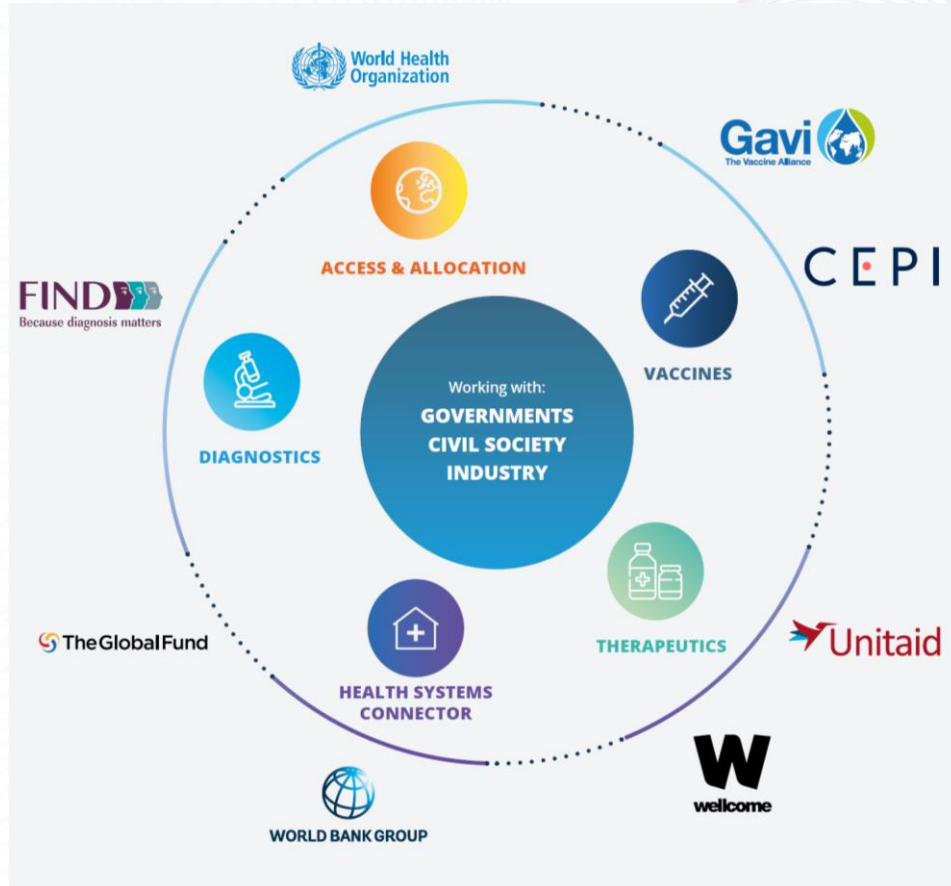 World Health
Organization
Gavi
The Vaccine Alliance
CEPI
ACCESS & ALLOCATION
FIND
Because diagnosis matters
VACCINES
Working with:
GOVERNMENTS
CIVIL SOCIETY
INDUSTRY
DIAGNOSTICS
TheGlobalFund
THERAPEUTICS
Unitaid
HEALTH SYSTEMS
CONNECTOR
W
wellcome
WORLD BANK GROUP